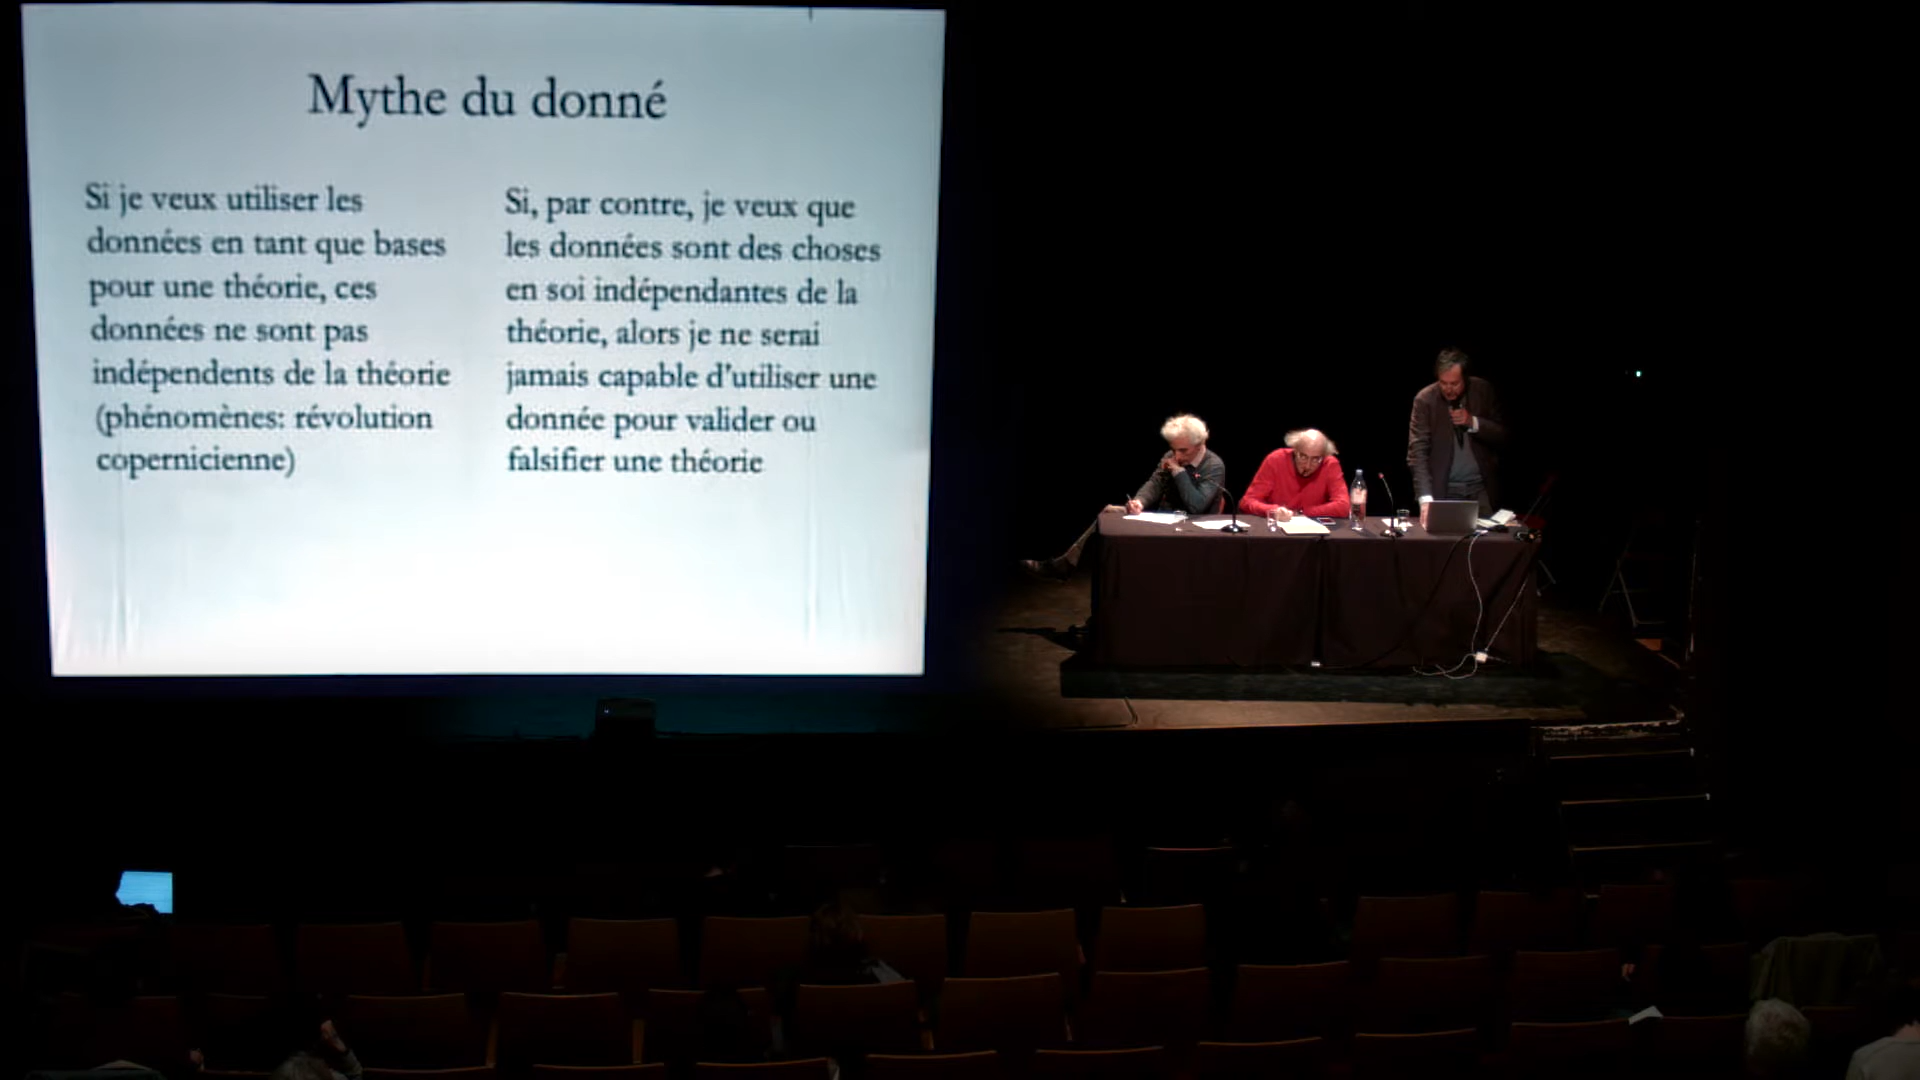 Mythe du donné
Si je veux utiliser les
données en tant que bases
pour une théorie, ces
données ne sont pas
indépendents de la théorie
(phénomènes: révolution
copernicienne)
Si, par contre, je veux que
les données sont des choses
en soi indépendantes de la
théorie, alors je ne serai
jamais capable d'utiliser une
donnée pour valider ou
falsifier une théorie